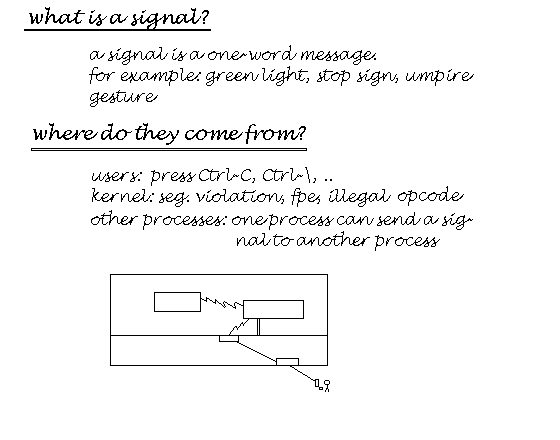 what is a signal?
a signal is a one-word message.
for example: green light, stop sign, umpire
gesture
where do they come from?
users: press Ctrl-C, Ctrl-\, ..
kernel: seg. violation, fpe, illegal opcode
other processes: one process can send a sig-
nal to another process